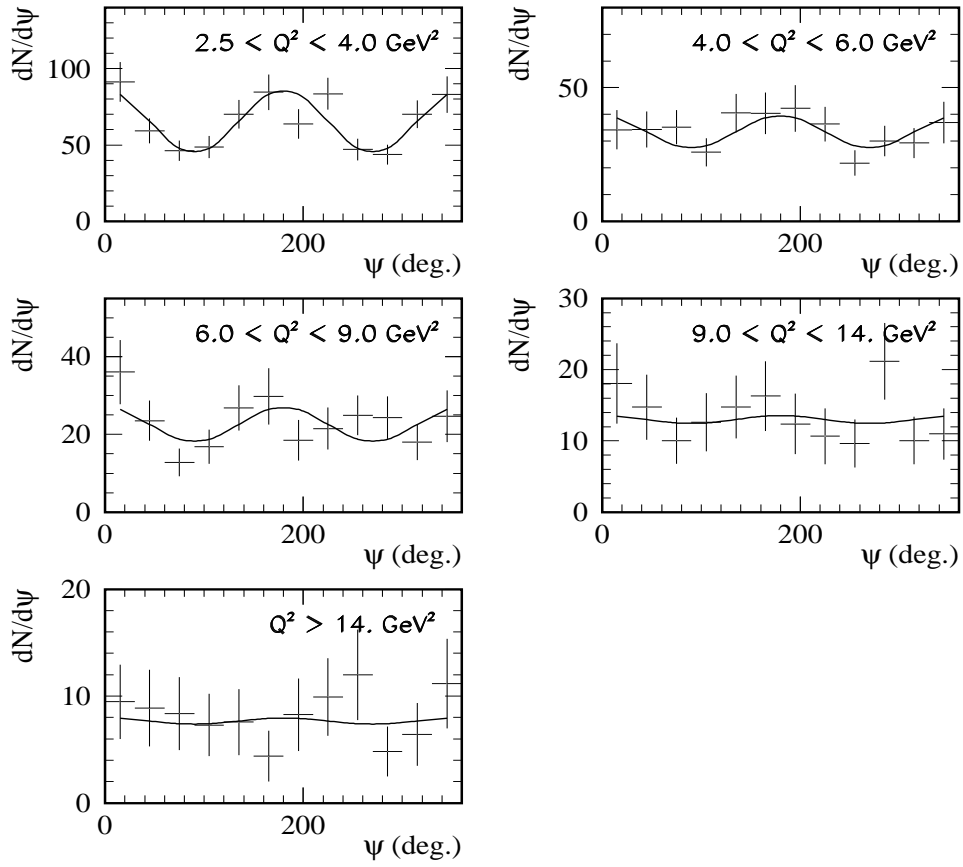 dN/dψ
2.5 < Q² < 4.0 GeV²
100
50
0
0
200
ψ (deg.)
dN/dψ
4.0 < Q² < 6.0 GeV²
50
0
0
200
ψ (deg.)
dN/dψ
6.0 < Q² < 9.0 GeV²
40
20
0
0
200
ψ (deg.)
dN/dψ
9.0 < Q² < 14. GeV²
30
20
10
0
0
200
ψ (deg.)
dN/dψ
Q² > 14. GeV²
20
10
0
0
200
ψ (deg.)